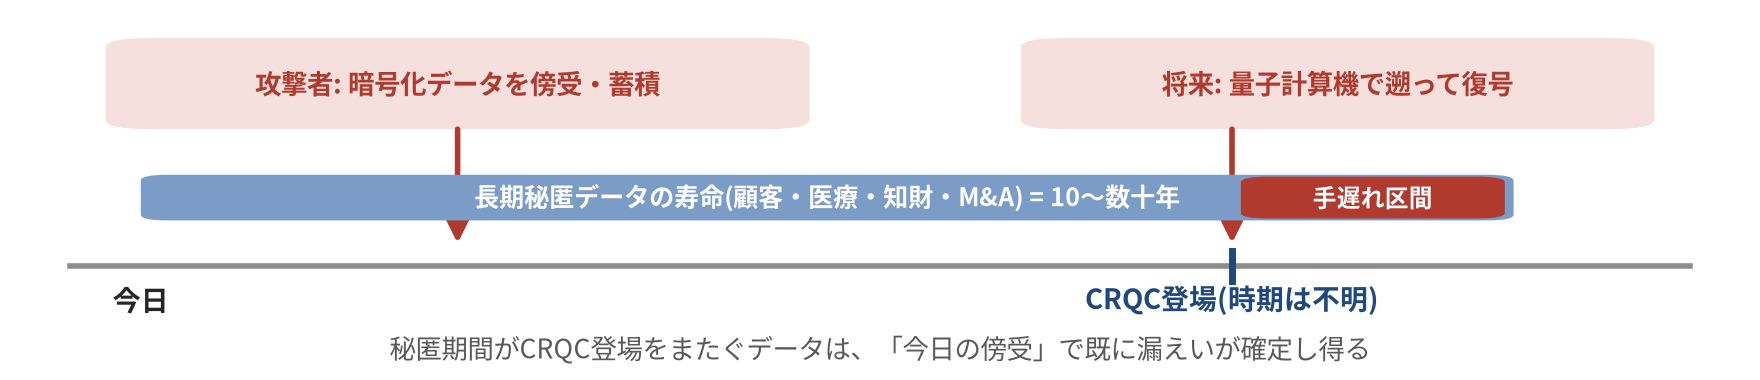 攻撃者: 暗号化データを傍受・蓄積
将来: 量子計算機で遡って復号
長期秘匿データの寿命(顧客・医療・知財・M&A) = 10〜数十年
手遅れ区間
今日
CRQC登場(時期は不明)
秘匿期間がCRQC登場をまたぐデータは、「今日の傍受」で既に漏えいが確定し得る